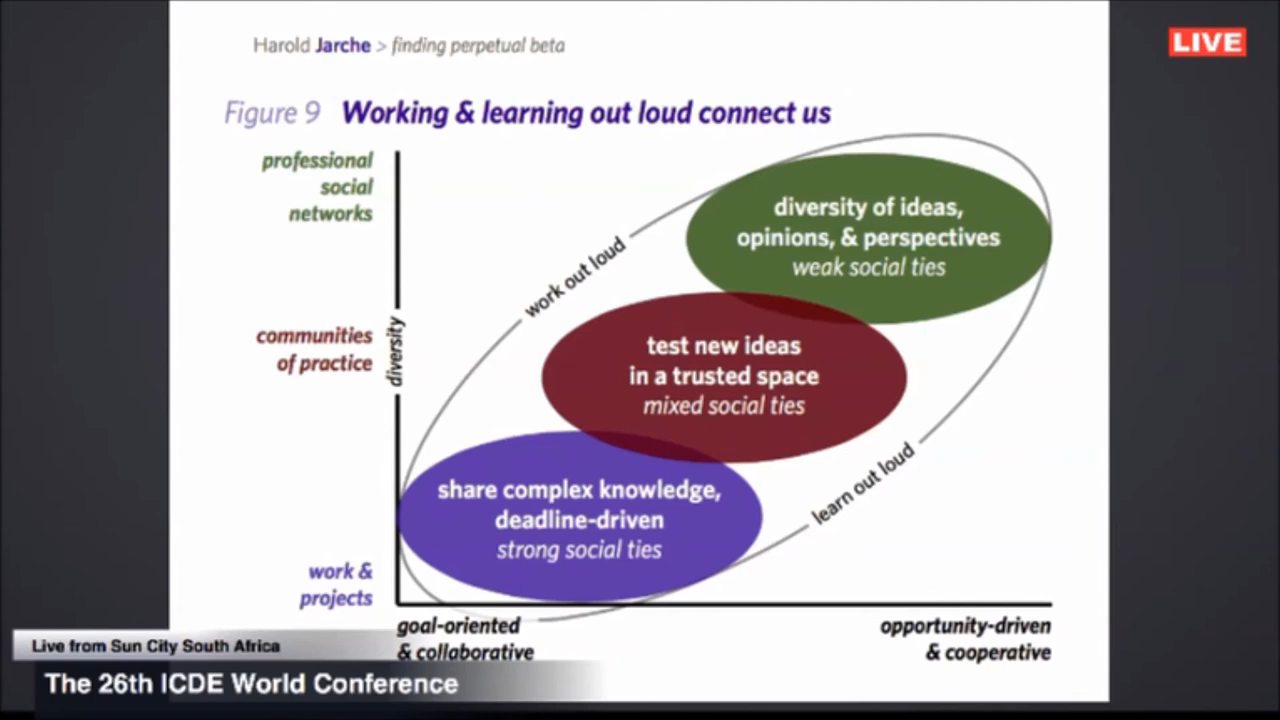 Harold Jarche > finding perpetual beta
LIVE
Figure 9 Working & learning out loud connect us
professional
social
networks
diversity of ideas,
opinions, & perspectives
weak social ties
work out loud
communities
of practice
diversity
test new ideas
in a trusted space
mixed social ties
learn out loud
share complex knowledge,
deadline-driven
strong social ties
work &
projects
goal-oriented
& collaborative
opportunity-driven
& cooperative
Live from Sun City South Africa
The 26th ICDE World Conference